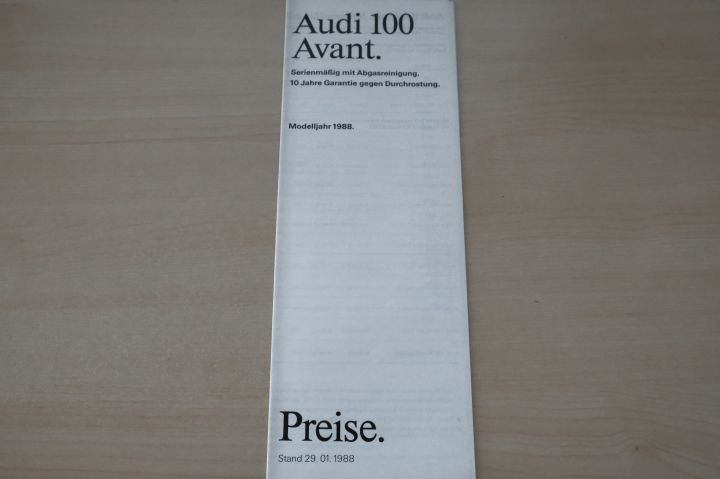 Audi 100
Avant.
Serienmäßig mit Abgasreinigung.
10 Jahre Garantie gegen Durchrostung.
Modelljahr 1988.
Preise.
Stand 29. 01. 1988